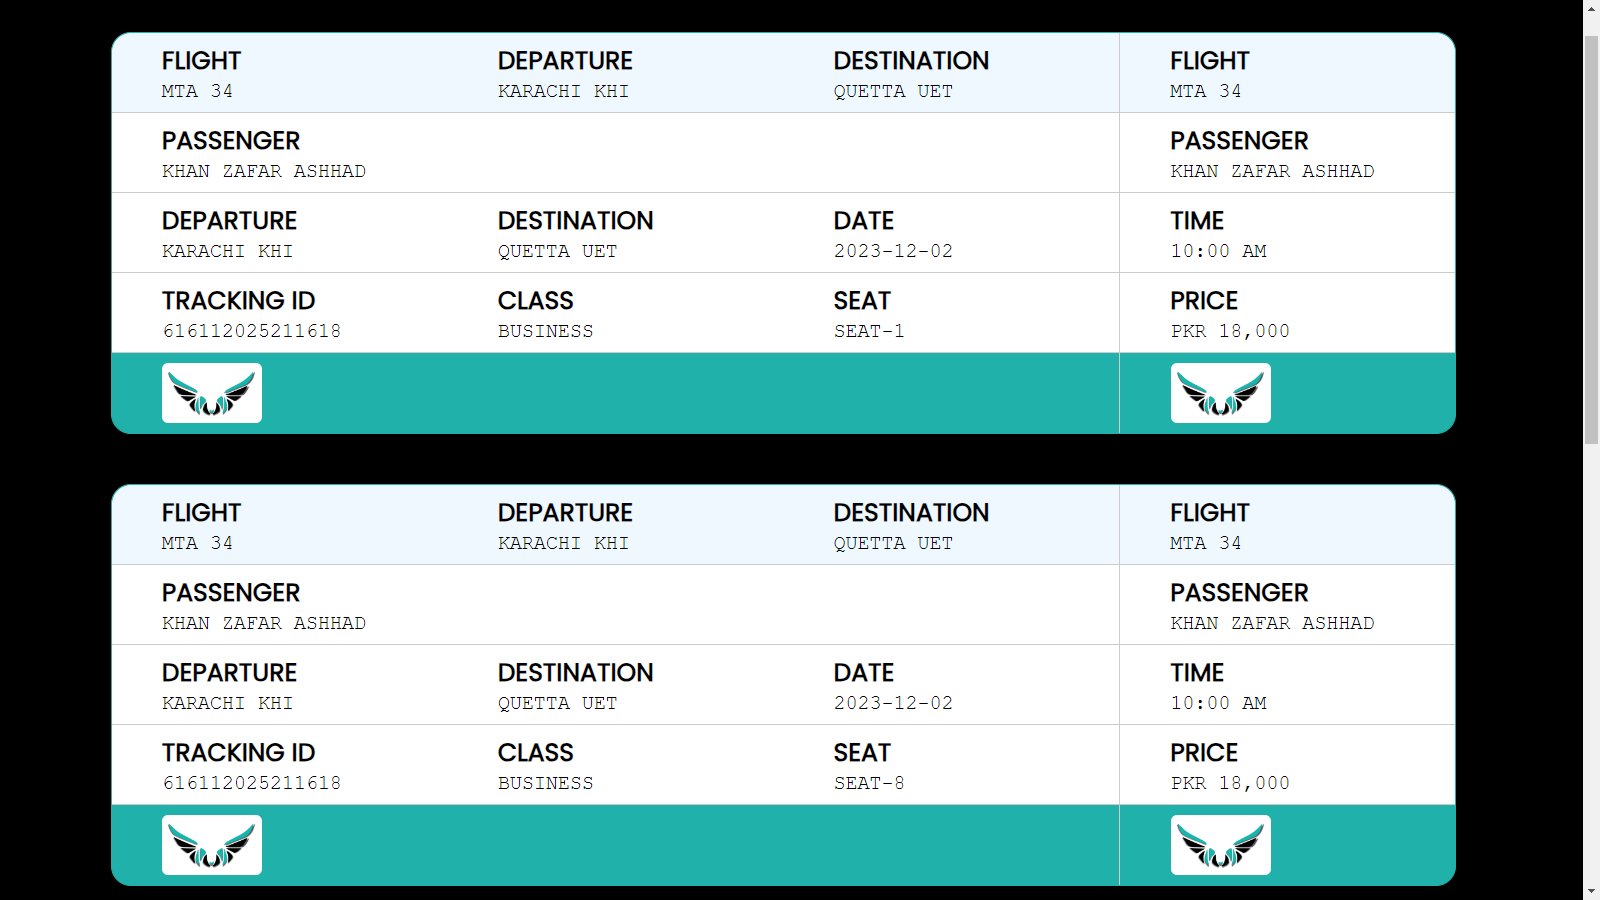 FLIGHT DEPARTURE DESTINATION FLIGHT
MTA 34 KARACHI KHI QUETTA UET MTA 34
PASSENGER PASSENGER
KHAN ZAFAR ASHHAD KHAN ZAFAR ASHHAD
DEPARTURE DESTINATION DATE TIME
KARACHI KHI QUETTA UET 2023-12-02 10:00 AM
TRACKING ID CLASS SEAT PRICE
616112025211618 BUSINESS SEAT-1 PKR 18,000
FLIGHT DEPARTURE DESTINATION FLIGHT
MTA 34 KARACHI KHI QUETTA UET MTA 34
PASSENGER PASSENGER
KHAN ZAFAR ASHHAD KHAN ZAFAR ASHHAD
DEPARTURE DESTINATION DATE TIME
KARACHI KHI QUETTA UET 2023-12-02 10:00 AM
TRACKING ID CLASS SEAT PRICE
616112025211618 BUSINESS SEAT-8 PKR 18,000